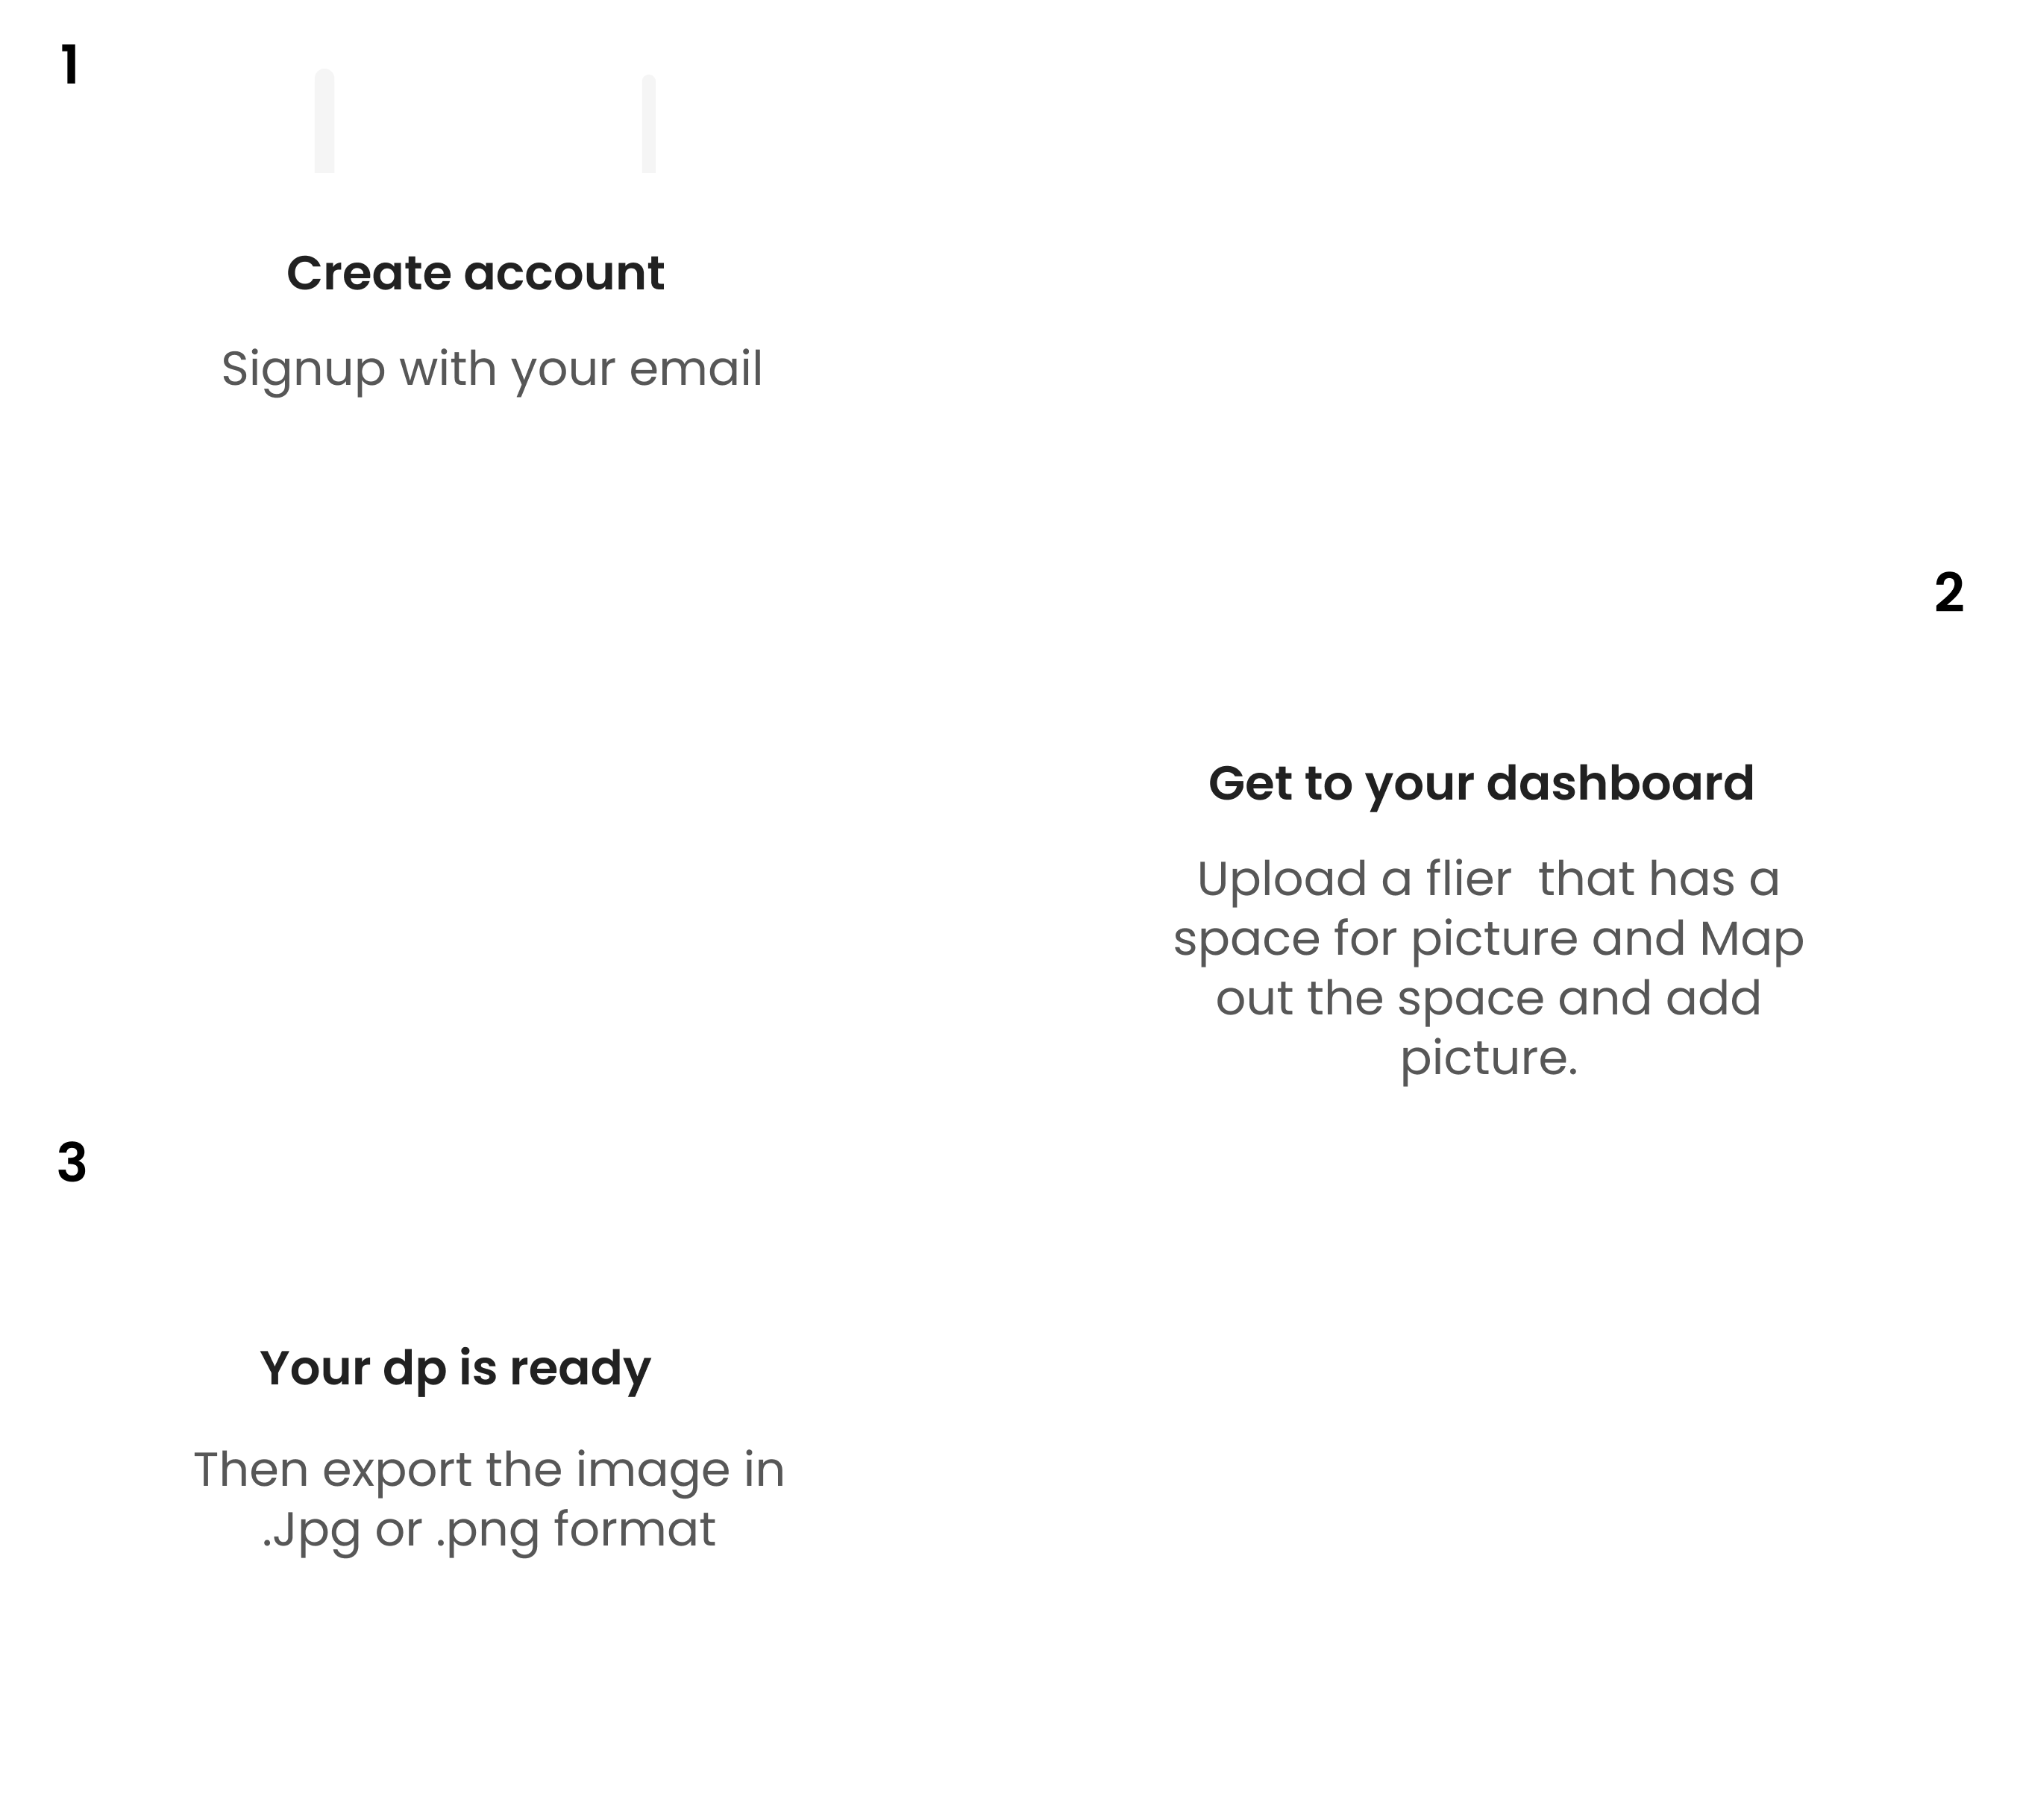 1
Create account
Signup with your email
2
Get to your dashboard
Upload a flier  that has a
space for picture and Map
out the space and add
picture.
3
Your dp is ready
Then export the image in
.Jpg or .png format